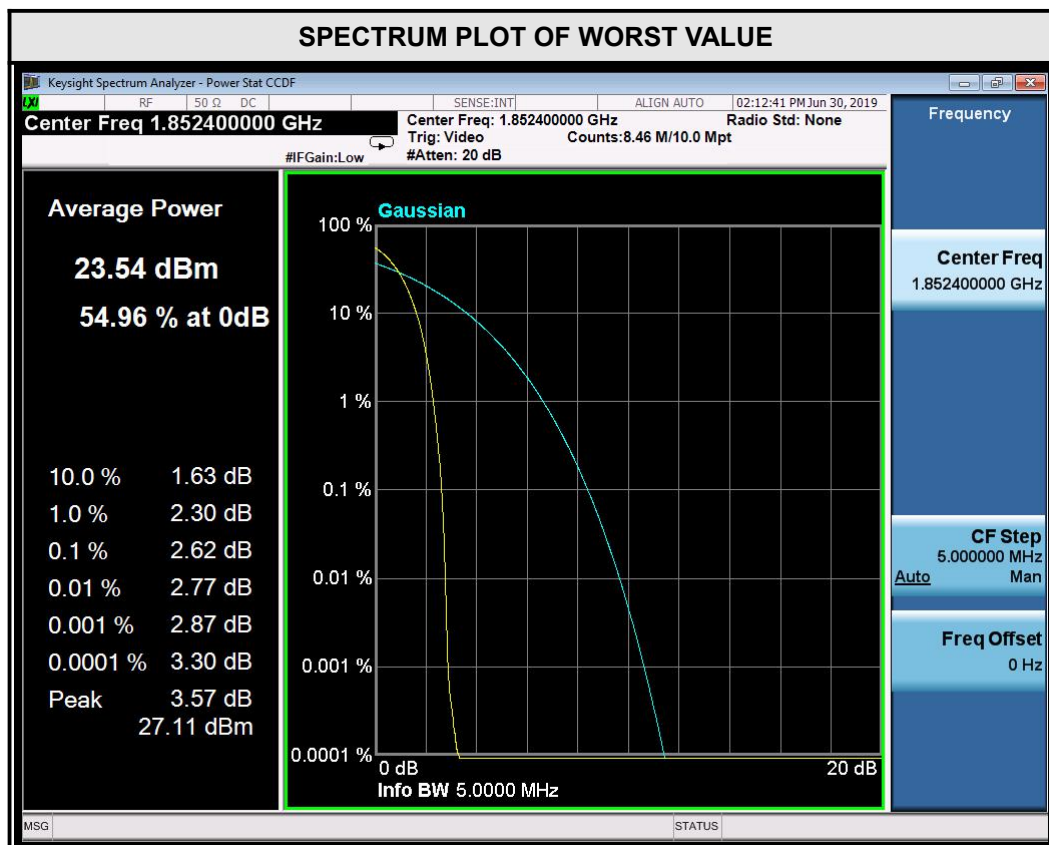 SPECTRUM PLOT OF WORST VALUE
Keysight Spectrum Analyzer - Power Stat CCDF
LXI RF 50 Ω DC SENSE:INT ALIGN AUTO 02:12:41 PM Jun 30, 2019
Center Freq 1.852400000 GHz
Center Freq: 1.852400000 GHz Radio Std: None
Trig: Video Counts:8.46 M/10.0 Mpt
#IFGain:Low #Atten: 20 dB
Average Power
23.54 dBm
54.96 % at 0dB
10.0 % 1.63 dB
1.0 % 2.30 dB
0.1 % 2.62 dB
0.01 % 2.77 dB
0.001 % 2.87 dB
0.0001 % 3.30 dB
Peak 3.57 dB
27.11 dBm
Gaussian
100 %
10 %
1 %
0.1 %
0.01 %
0.001 %
0.0001 %
0 dB 20 dB
Info BW 5.0000 MHz
Frequency
Center Freq
1.852400000 GHz
CF Step
5.000000 MHz
Auto Man
Freq Offset
0 Hz
MSG STATUS